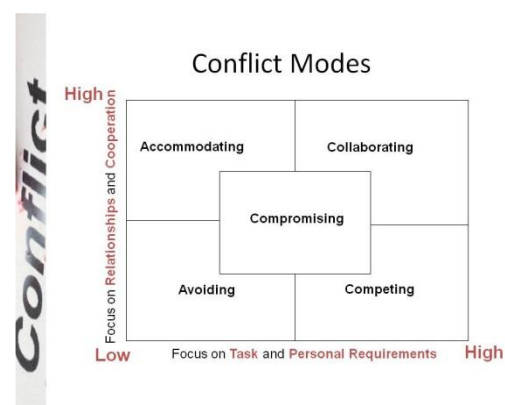 Conflict
Conflict Modes
High
Focus on Relationships and Cooperation
Accommodating
Collaborating
Compromising
Avoiding
Competing
Low
Focus on Task and Personal Requirements
High